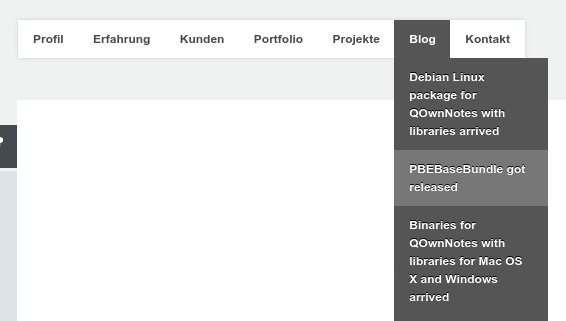 Profil Erfahrung Kunden Portfolio Projekte Blog Kontakt
Debian Linux
package for
QOwnNotes with
libraries arrived
PBEBaseBundle got
released
Binaries for
QOwnNotes with
libraries for Mac OS
X and Windows
arrived